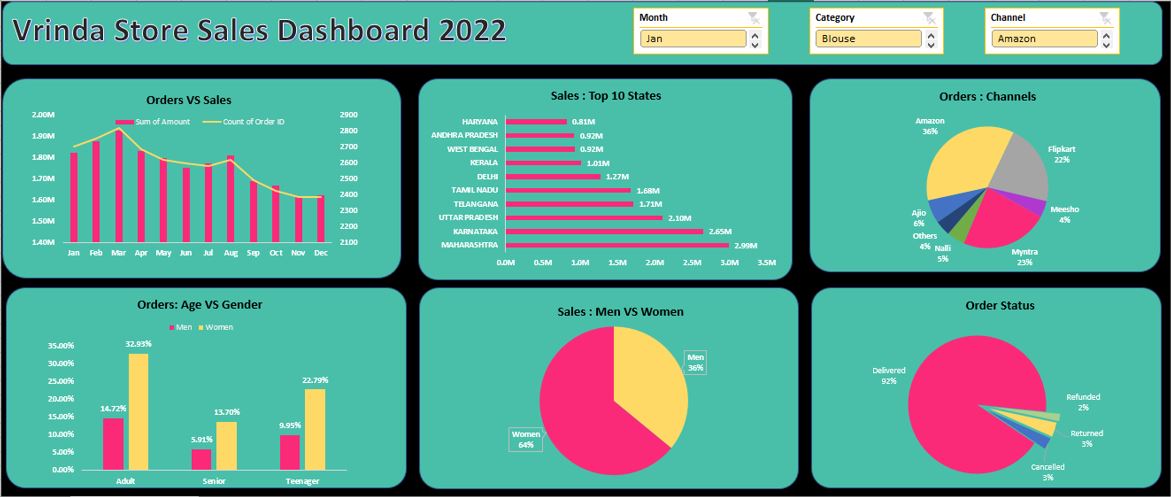 Vrinda Store Sales Dashboard 2022
Month
Jan
Category
Blouse
Channel
Amazon
Orders VS Sales
Sum of Amount
Count of Order ID
2.00M
1.90M
1.80M
1.70M
1.60M
1.50M
1.40M
2900
2800
2700
2600
2500
2400
2300
2200
2100
Jan Feb Mar Apr May Jun Jul Aug Sep Oct Nov Dec
Sales : Top 10 States
HARYANA 0.81M
ANDHRA PRADESH 0.92M
WEST BENGAL 0.92M
KERALA 1.01M
DELHI 1.27M
TAMIL NADU 1.68M
TELANGANA 1.71M
UTTAR PRADESH 2.10M
KARNATAKA 2.65M
MAHARASHTRA 2.99M
0.0M 0.5M 1.0M 1.5M 2.0M 2.5M 3.0M 3.5M
Orders : Channels
Amazon
36%
Flipkart
22%
Meesho
4%
Myntra
23%
Nalli
5%
Others
4%
Ajio
6%
Orders: Age VS Gender
Men Women
35.00%
30.00%
25.00%
20.00%
15.00%
10.00%
5.00%
0.00%
14.72% 32.93%
5.91% 13.70%
9.95% 22.79%
Adult Senior Teenager
Sales : Men VS Women
Men
36%
Women
64%
Order Status
Delivered
92%
Refunded
2%
Returned
3%
Cancelled
3%